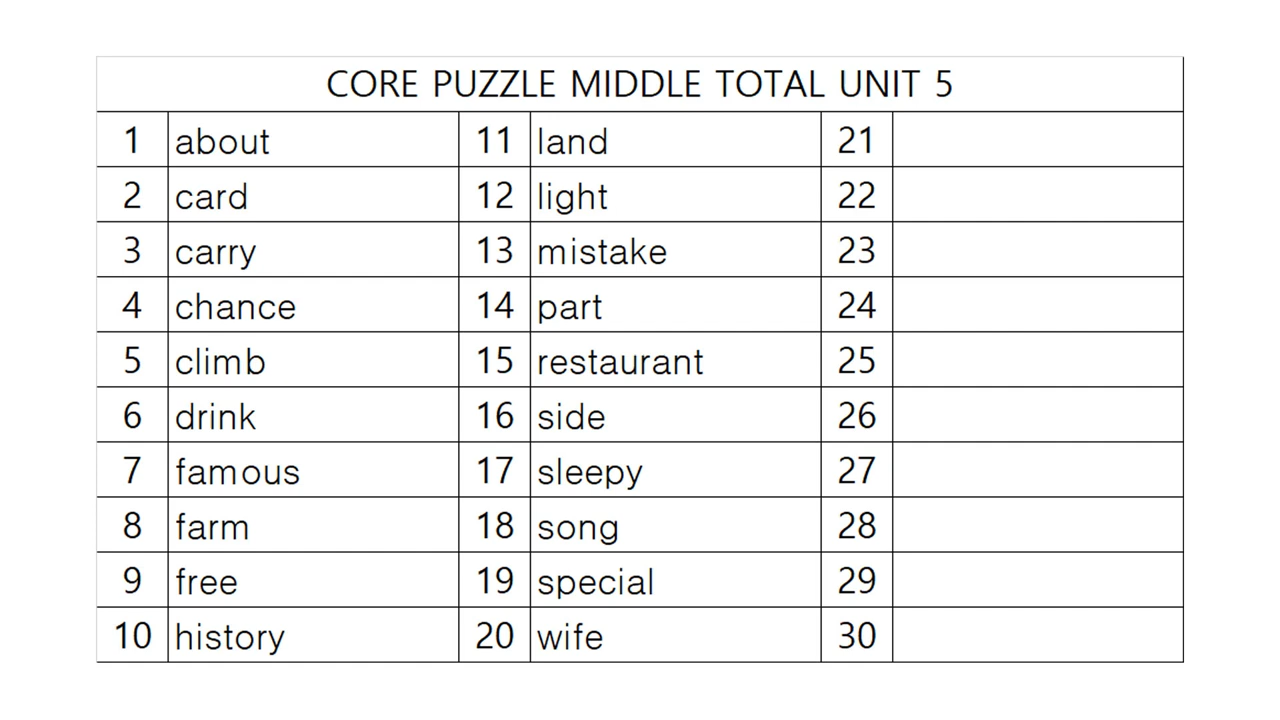 CORE PUZZLE MIDDLE TOTAL UNIT 5
1 about 11 land 21
2 card 12 light 22
3 carry 13 mistake 23
4 chance 14 part 24
5 climb 15 restaurant 25
6 drink 16 side 26
7 famous 17 sleepy 27
8 farm 18 song 28
9 free 19 special 29
10 history 20 wife 30